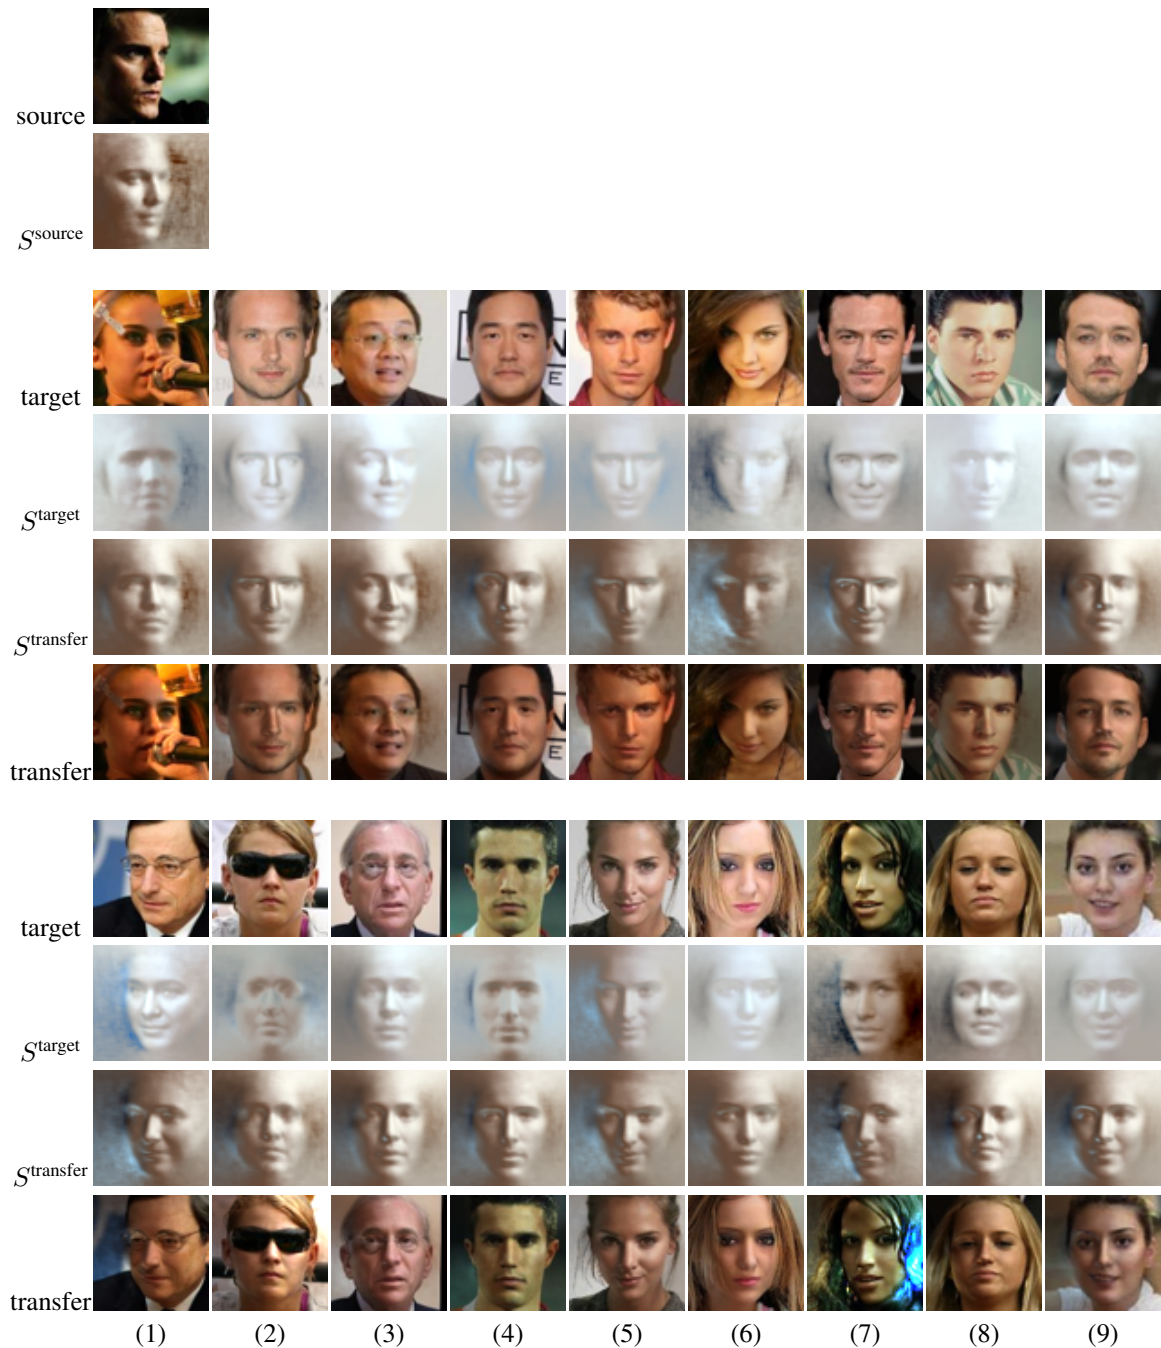 source
S^source
target
S^target
S^transfer
transfer
target
S^target
S^transfer
transfer
(1) (2) (3) (4) (5) (6) (7) (8) (9)